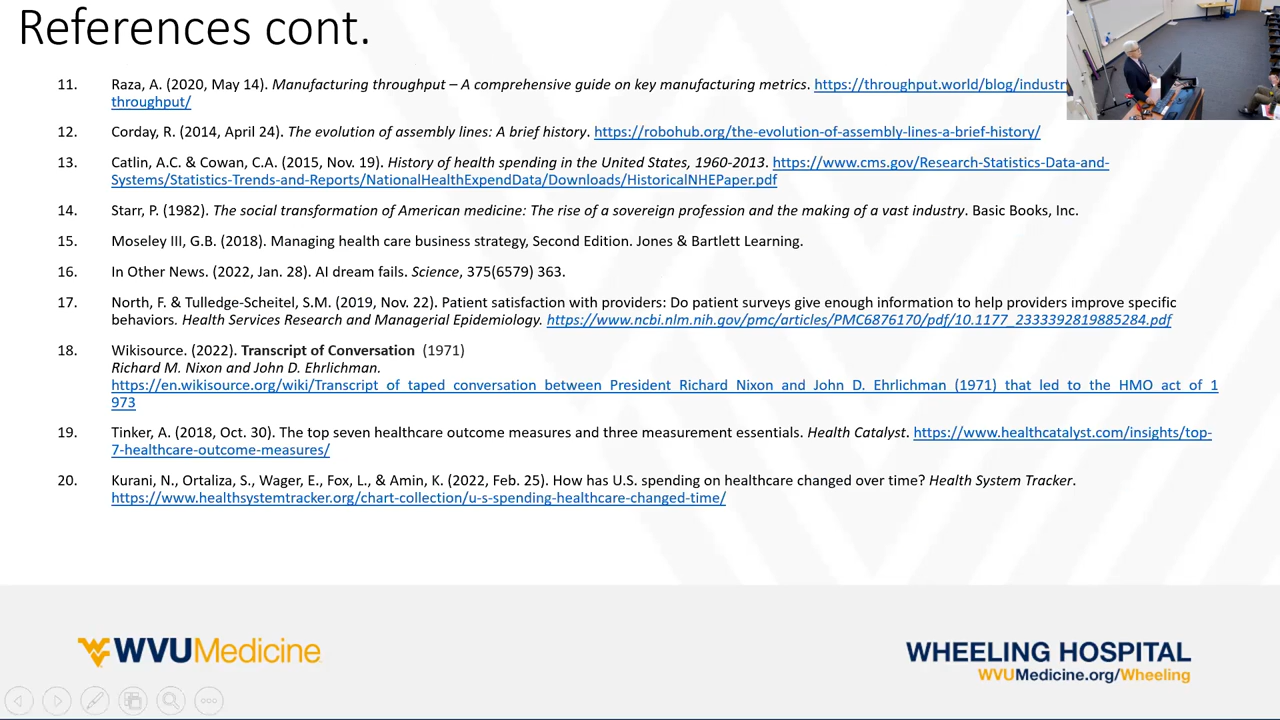 References cont.
11. Raza, A. (2020, May 14). Manufacturing throughput – A comprehensive guide on key manufacturing metrics. https://throughput.world/blog/industr
throughput/
12. Corday, R. (2014, April 24). The evolution of assembly lines: A brief history. https://robohub.org/the-evolution-of-assembly-lines-a-brief-history/
13. Catlin, A.C. & Cowan, C.A. (2015, Nov. 19). History of health spending in the United States, 1960-2013. https://www.cms.gov/Research-Statistics-Data-and-
Systems/Statistics-Trends-and-Reports/NationalHealthExpendData/Downloads/HistoricalNHEPaper.pdf
14. Starr, P. (1982). The social transformation of American medicine: The rise of a sovereign profession and the making of a vast industry. Basic Books, Inc.
15. Moseley III, G.B. (2018). Managing health care business strategy, Second Edition. Jones & Bartlett Learning.
16. In Other News. (2022, Jan. 28). AI dream fails. Science, 375(6579) 363.
17. North, F. & Tulledge-Scheitel, S.M. (2019, Nov. 22). Patient satisfaction with providers: Do patient surveys give enough information to help providers improve specific
behaviors. Health Services Research and Managerial Epidemiology. https://www.ncbi.nlm.nih.gov/pmc/articles/PMC6876170/pdf/10.1177_2333392819885284.pdf
18. Wikisource. (2022). Transcript of Conversation (1971)
Richard M. Nixon and John D. Ehrlichman.
https://en.wikisource.org/wiki/Transcript_of_taped_conversation_between_President_Richard_Nixon_and_John_D._Ehrlichman_(1971)_that_led_to_the_HMO_act_of_1
973
19. Tinker, A. (2018, Oct. 30). The top seven healthcare outcome measures and three measurement essentials. Health Catalyst. https://www.healthcatalyst.com/insights/top-
7-healthcare-outcome-measures/
20. Kurani, N., Ortaliza, S., Wager, E., Fox, L., & Amin, K. (2022, Feb. 25). How has U.S. spending on healthcare changed over time? Health System Tracker.
https://www.healthsystemtracker.org/chart-collection/u-s-spending-healthcare-changed-time/
WVUMedicine
WHEELING HOSPITAL
WVUMedicine.org/Wheeling